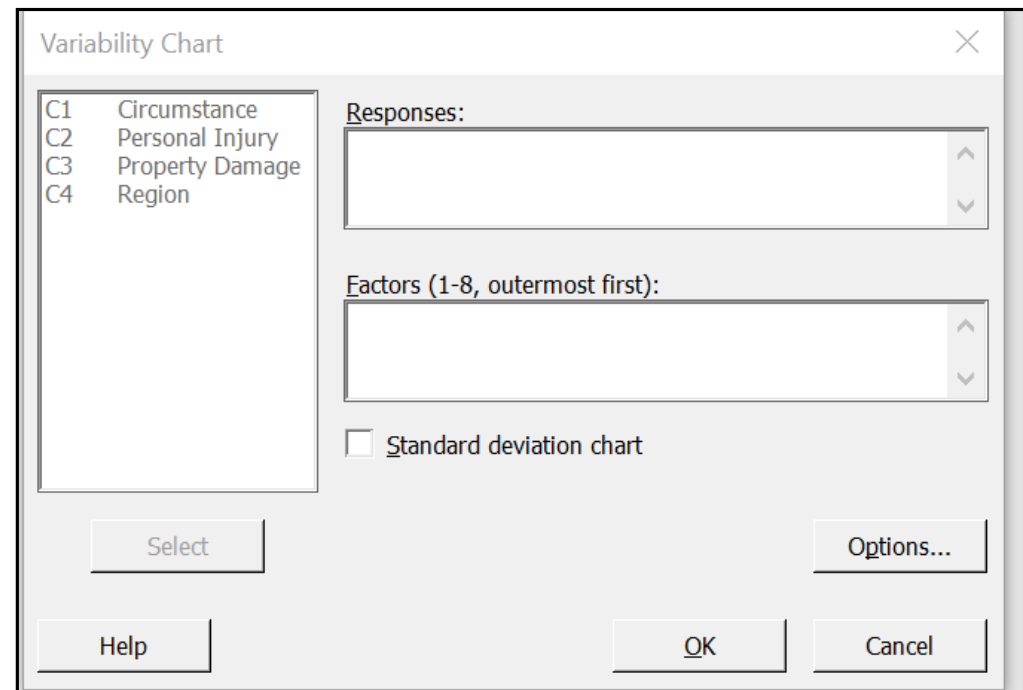 Variability Chart
C1 Circumstance
C2 Personal Injury
C3 Property Damage
C4 Region
Responses:
Factors (1-8, outermost first):
Standard deviation chart
Select
Options...
Help
OK
Cancel